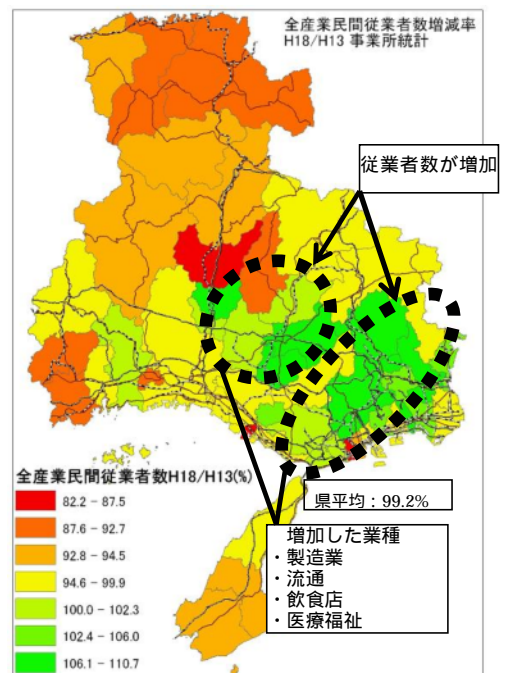 全産業民間従業者数増減率
H18/H13 事業所統計
従業者数が増加
全産業民間従業者数H18/H13(%)
82.2 - 87.5
87.6 - 92.7
92.8 - 94.5
94.6 - 99.9
100.0 - 102.3
102.4 - 106.0
106.1 - 110.7
県平均：99.2%
増加した業種
・製造業
・流通
・飲食店
・医療福祉